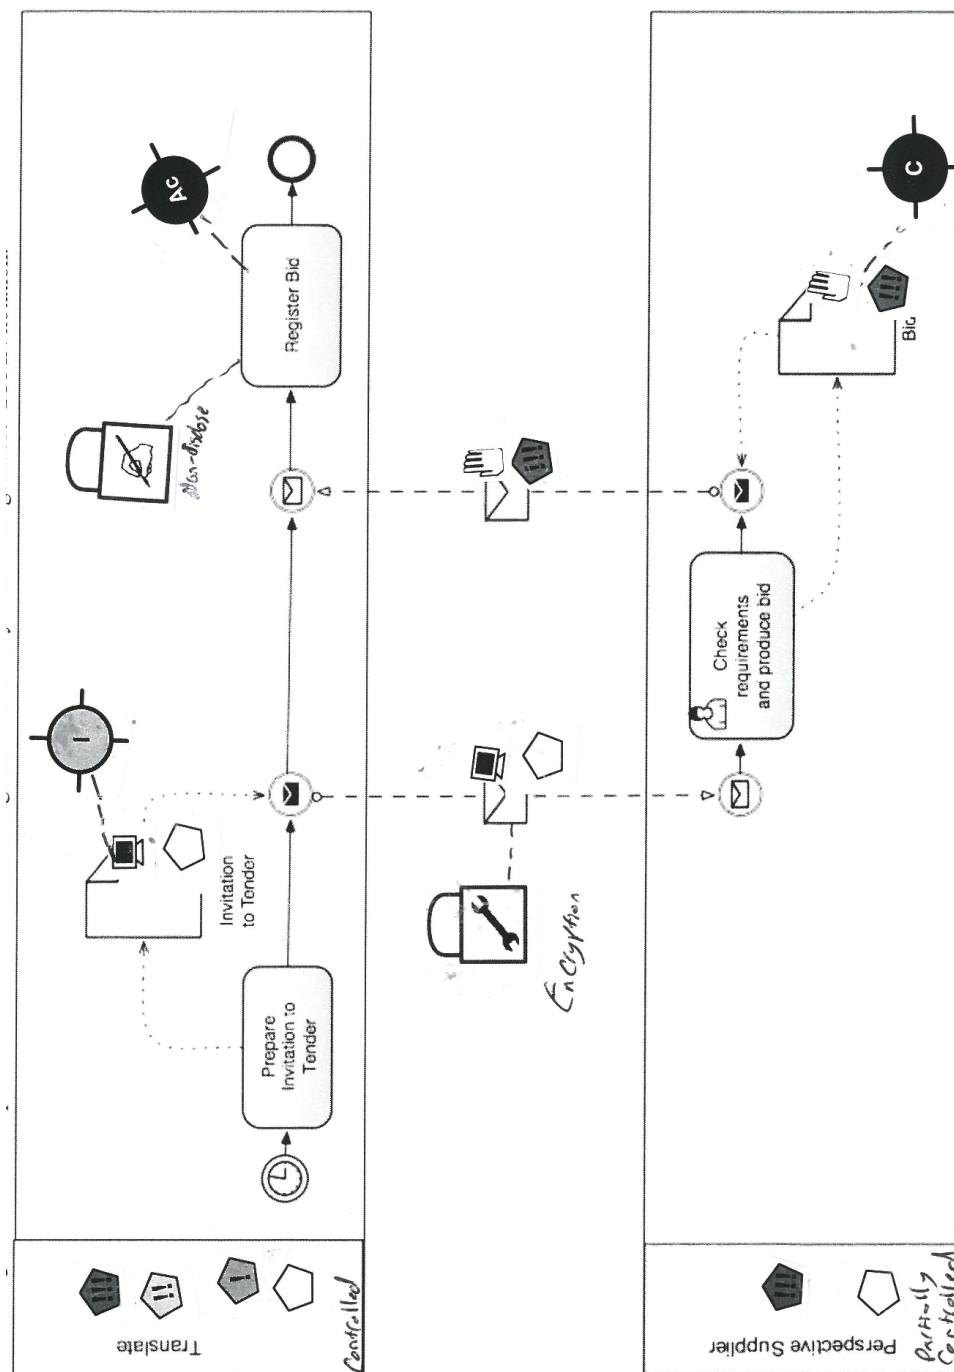 Translate
!!!
!!
!
Controlled
Prepare
Invitation to
Tender
Invitation
to Tender
I
Non-disclose
Register Bid
Ac
Encryption
!!!
Perspective Supplier
!!!
Partially
Controlled
Check
requirements
and produce bid
Bid
!!!
C